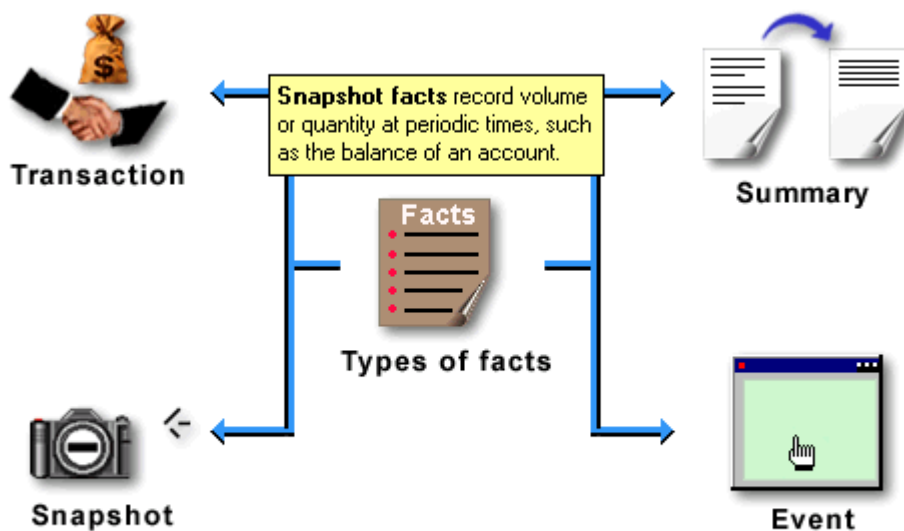 $
Snapshot facts record volume
or quantity at periodic times, such
as the balance of an account.
Transaction
Summary
Facts
Types of facts
Snapshot
Event